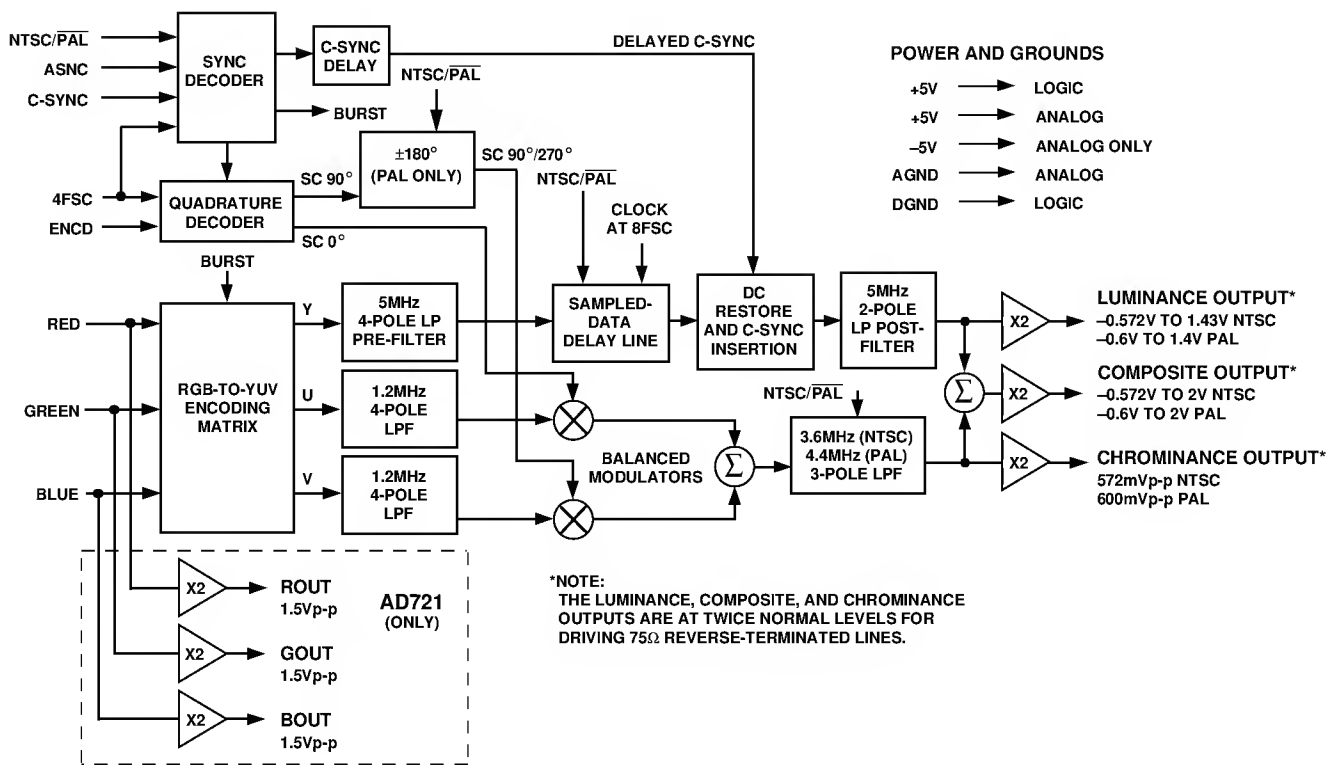 NTSC/PAL
ASNC
C-SYNC
4FSC
ENCD
SYNC
DECODER
C-SYNC
DELAY
DELAYED C-SYNC
NTSC/PAL
BURST
±180°
(PAL ONLY)
SC 90°
SC 90°/270°
QUADRATURE
DECODER
SC 0°
BURST
POWER AND GROUNDS
+5V
LOGIC
+5V
ANALOG
–5V
ANALOG ONLY
AGND
ANALOG
DGND
LOGIC
NTSC/PAL
CLOCK
AT 8FSC
RED
GREEN
BLUE
RGB-TO-YUV
ENCODING
MATRIX
Y
U
V
5MHz
4-POLE LP
PRE-FILTER
1.2MHz
4-POLE
LPF
1.2MHz
4-POLE
LPF
SAMPLED-
DATA
DELAY LINE
DC
RESTORE
AND C-SYNC
INSERTION
5MHz
2-POLE
LP POST-
FILTER
BALANCED
MODULATORS
Σ
NTSC/PAL
3.6MHz (NTSC)
4.4MHz (PAL)
3-POLE LPF
Σ
X2
LUMINANCE OUTPUT*
–0.572V TO 1.43V NTSC
–0.6V TO 1.4V PAL
X2
COMPOSITE OUTPUT*
–0.572V TO 2V NTSC
–0.6V TO 2V PAL
X2
CHROMINANCE OUTPUT*
572mVp-p NTSC
600mVp-p PAL
X2
ROUT
1.5Vp-p
X2
GOUT
1.5Vp-p
X2
BOUT
1.5Vp-p
AD721
(ONLY)
*NOTE:
THE LUMINANCE, COMPOSITE, AND CHROMINANCE
OUTPUTS ARE AT TWICE NORMAL LEVELS FOR
DRIVING 75Ω REVERSE-TERMINATED LINES.